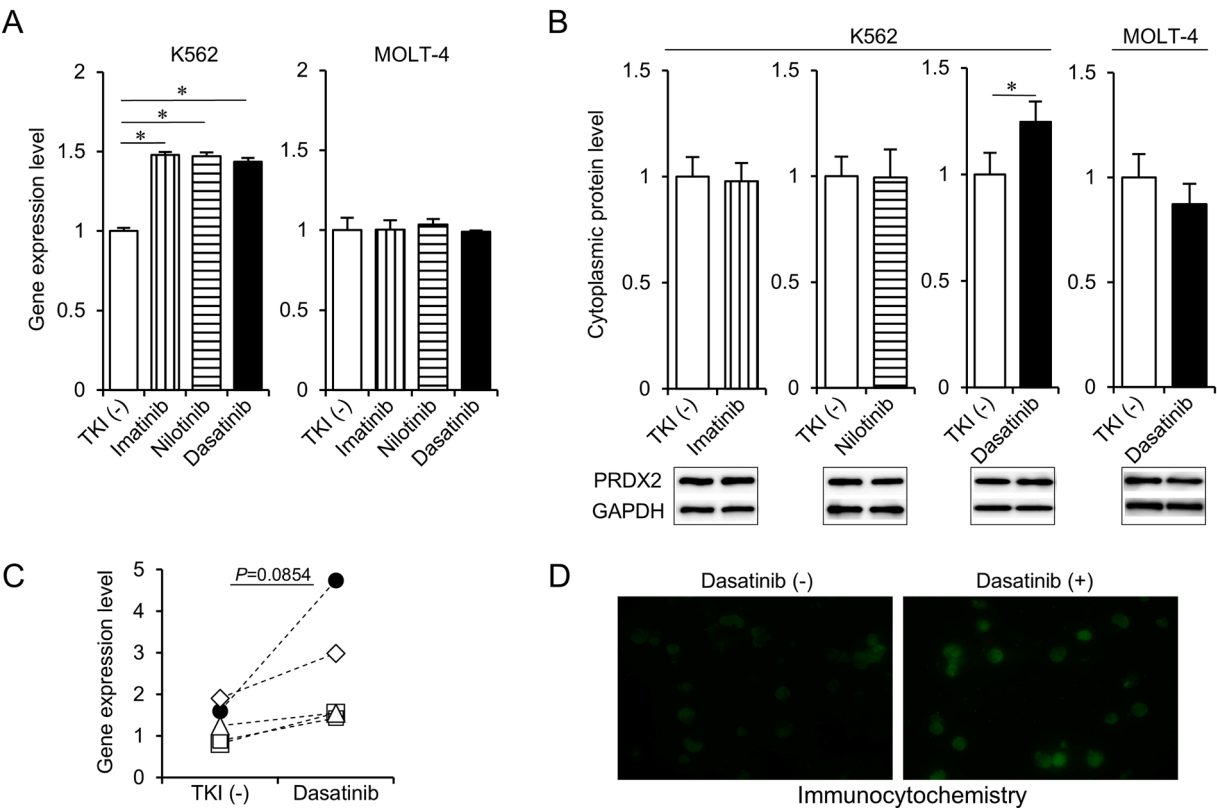 A
K562
MOLT-4
Gene expression level
2
1.5
1
0.5
0
*
*
*
TKI (-)
Imatinib
Nilotinib
Dasatinib
2
1.5
1
0.5
0
TKI (-)
Imatinib
Nilotinib
Dasatinib
B
K562
MOLT-4
Cytoplasmic protein level
1.5
1
0.5
0
TKI (-)
Imatinib
1.5
1
0.5
0
TKI (-)
Nilotinib
1.5
1
0.5
0
*
TKI (-)
Dasatinib
1.5
1
0.5
0
TKI (-)
Dasatinib
PRDX2
GAPDH
C
Gene expression level
5
4
3
2
1
0
P=0.0854
TKI (-)
Dasatinib
D
Dasatinib (-)
Dasatinib (+)
Immunocytochemistry